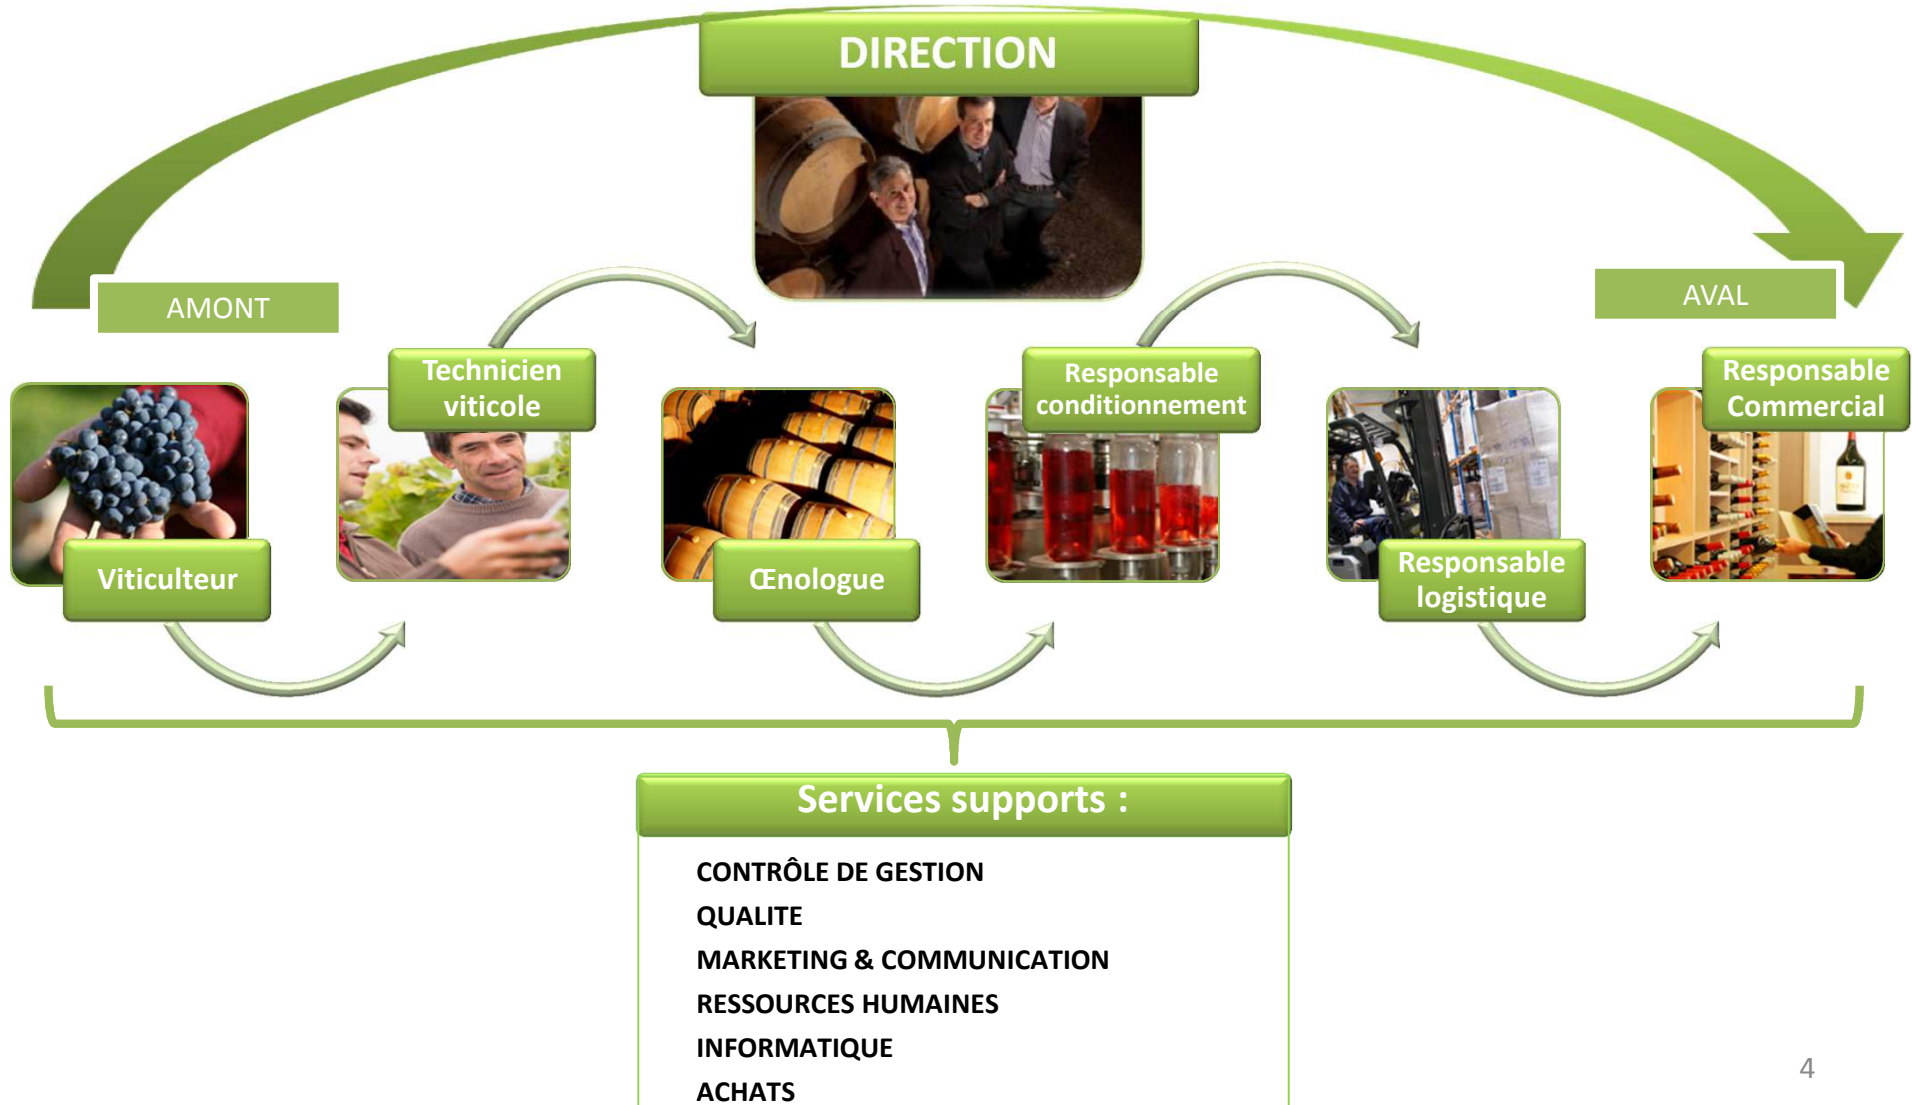 DIRECTION
AMONT
AVAL
Technicien
viticole
Responsable
conditionnement
Responsable
Commercial
Viticulteur
Œnologue
Responsable
logistique
Services supports :
CONTRÔLE DE GESTION
QUALITE
MARKETING & COMMUNICATION
RESSOURCES HUMAINES
INFORMATIQUE
ACHATS
4